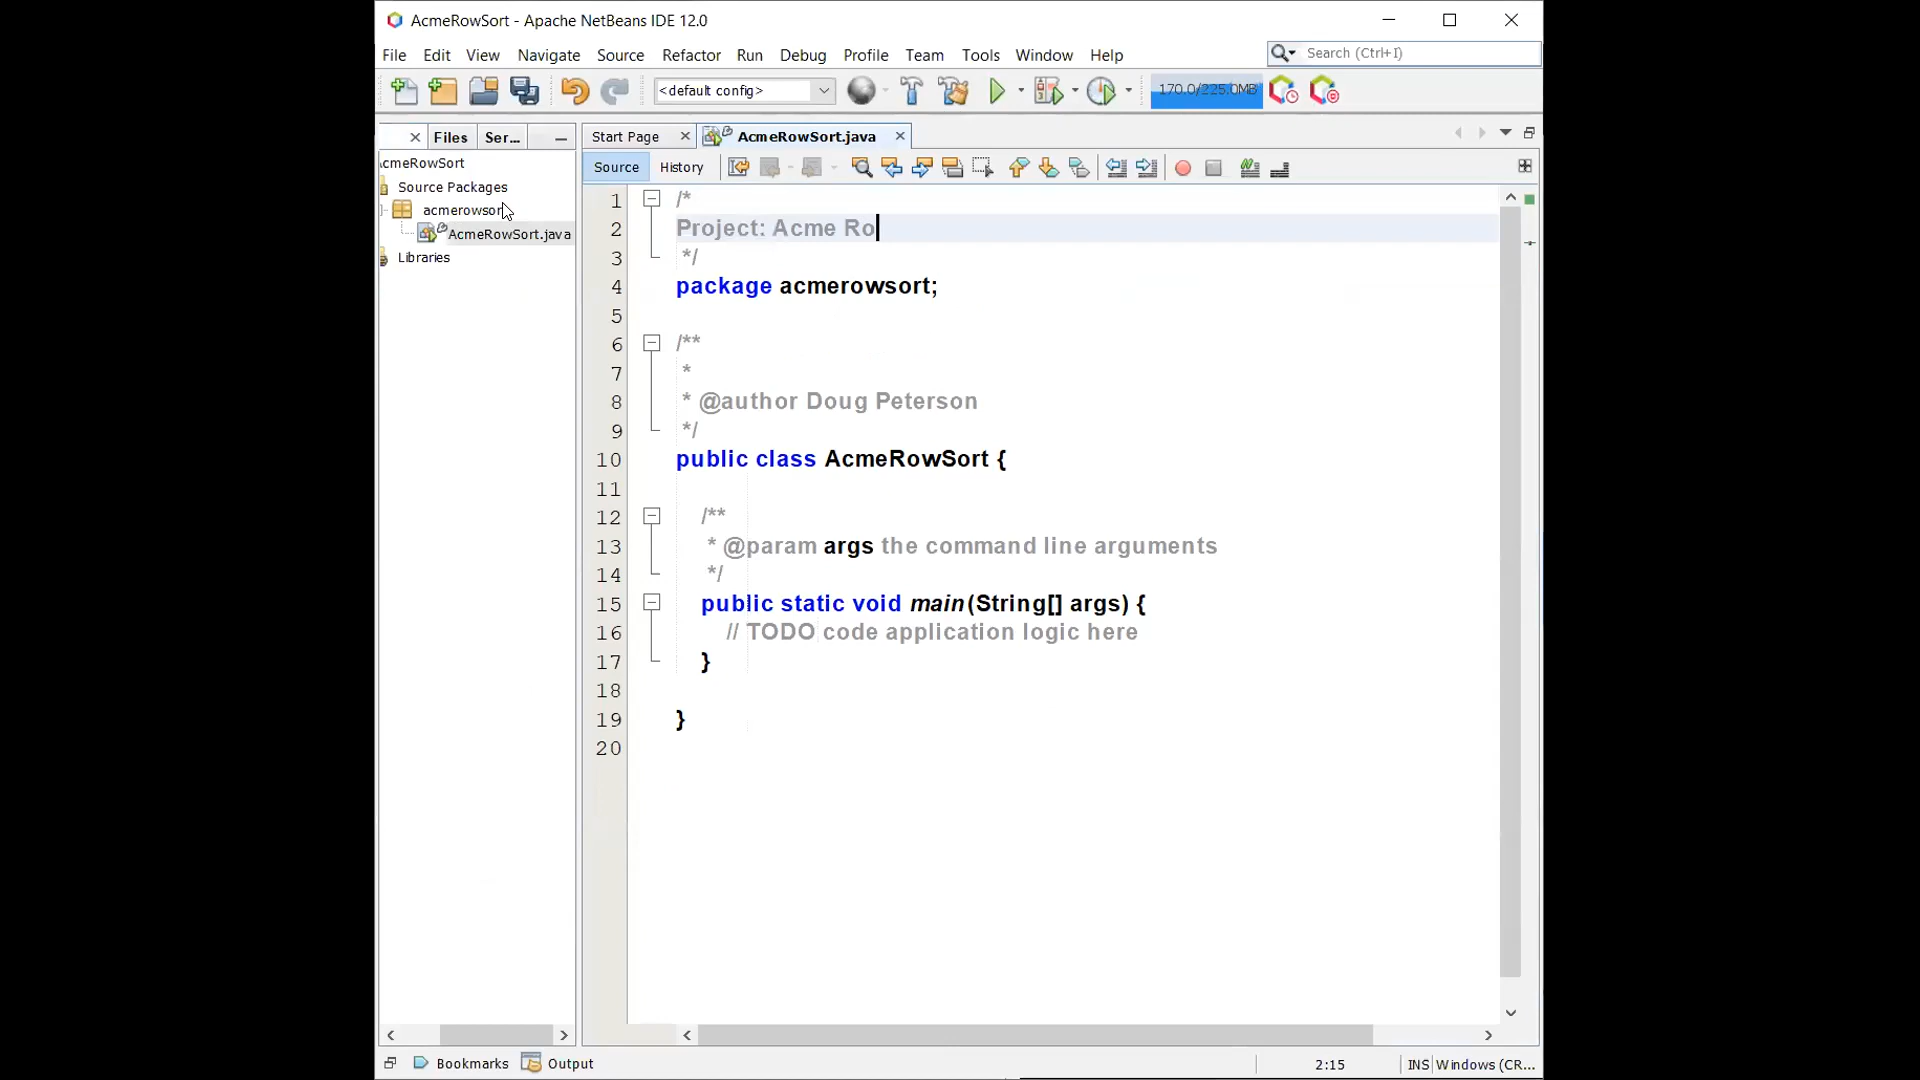 AcmeRowSort - Apache NetBeans IDE 12.0
File Edit View Navigate Source Refactor Run Debug Profile Team Tools Window Help
Search (Ctrl+I)
<default config>
170.0/225.0MB
Files Ser...
Start Page AcmeRowSort.java
Source History
cmeRowSort
Source Packages
acmerowsort
AcmeRowSort.java
Libraries
1 /*
2 Project: Acme Ro
3 */
4 package acmerowsort;
5
6 /**
7 *
8 * @author Doug Peterson
9 */
10 public class AcmeRowSort {
11
12 /**
13 * @param args the command line arguments
14 */
15 public static void main(String[] args) {
16 // TODO code application logic here
17 }
18
19 }
20
Bookmarks Output
2:15 INS Windows (CR...